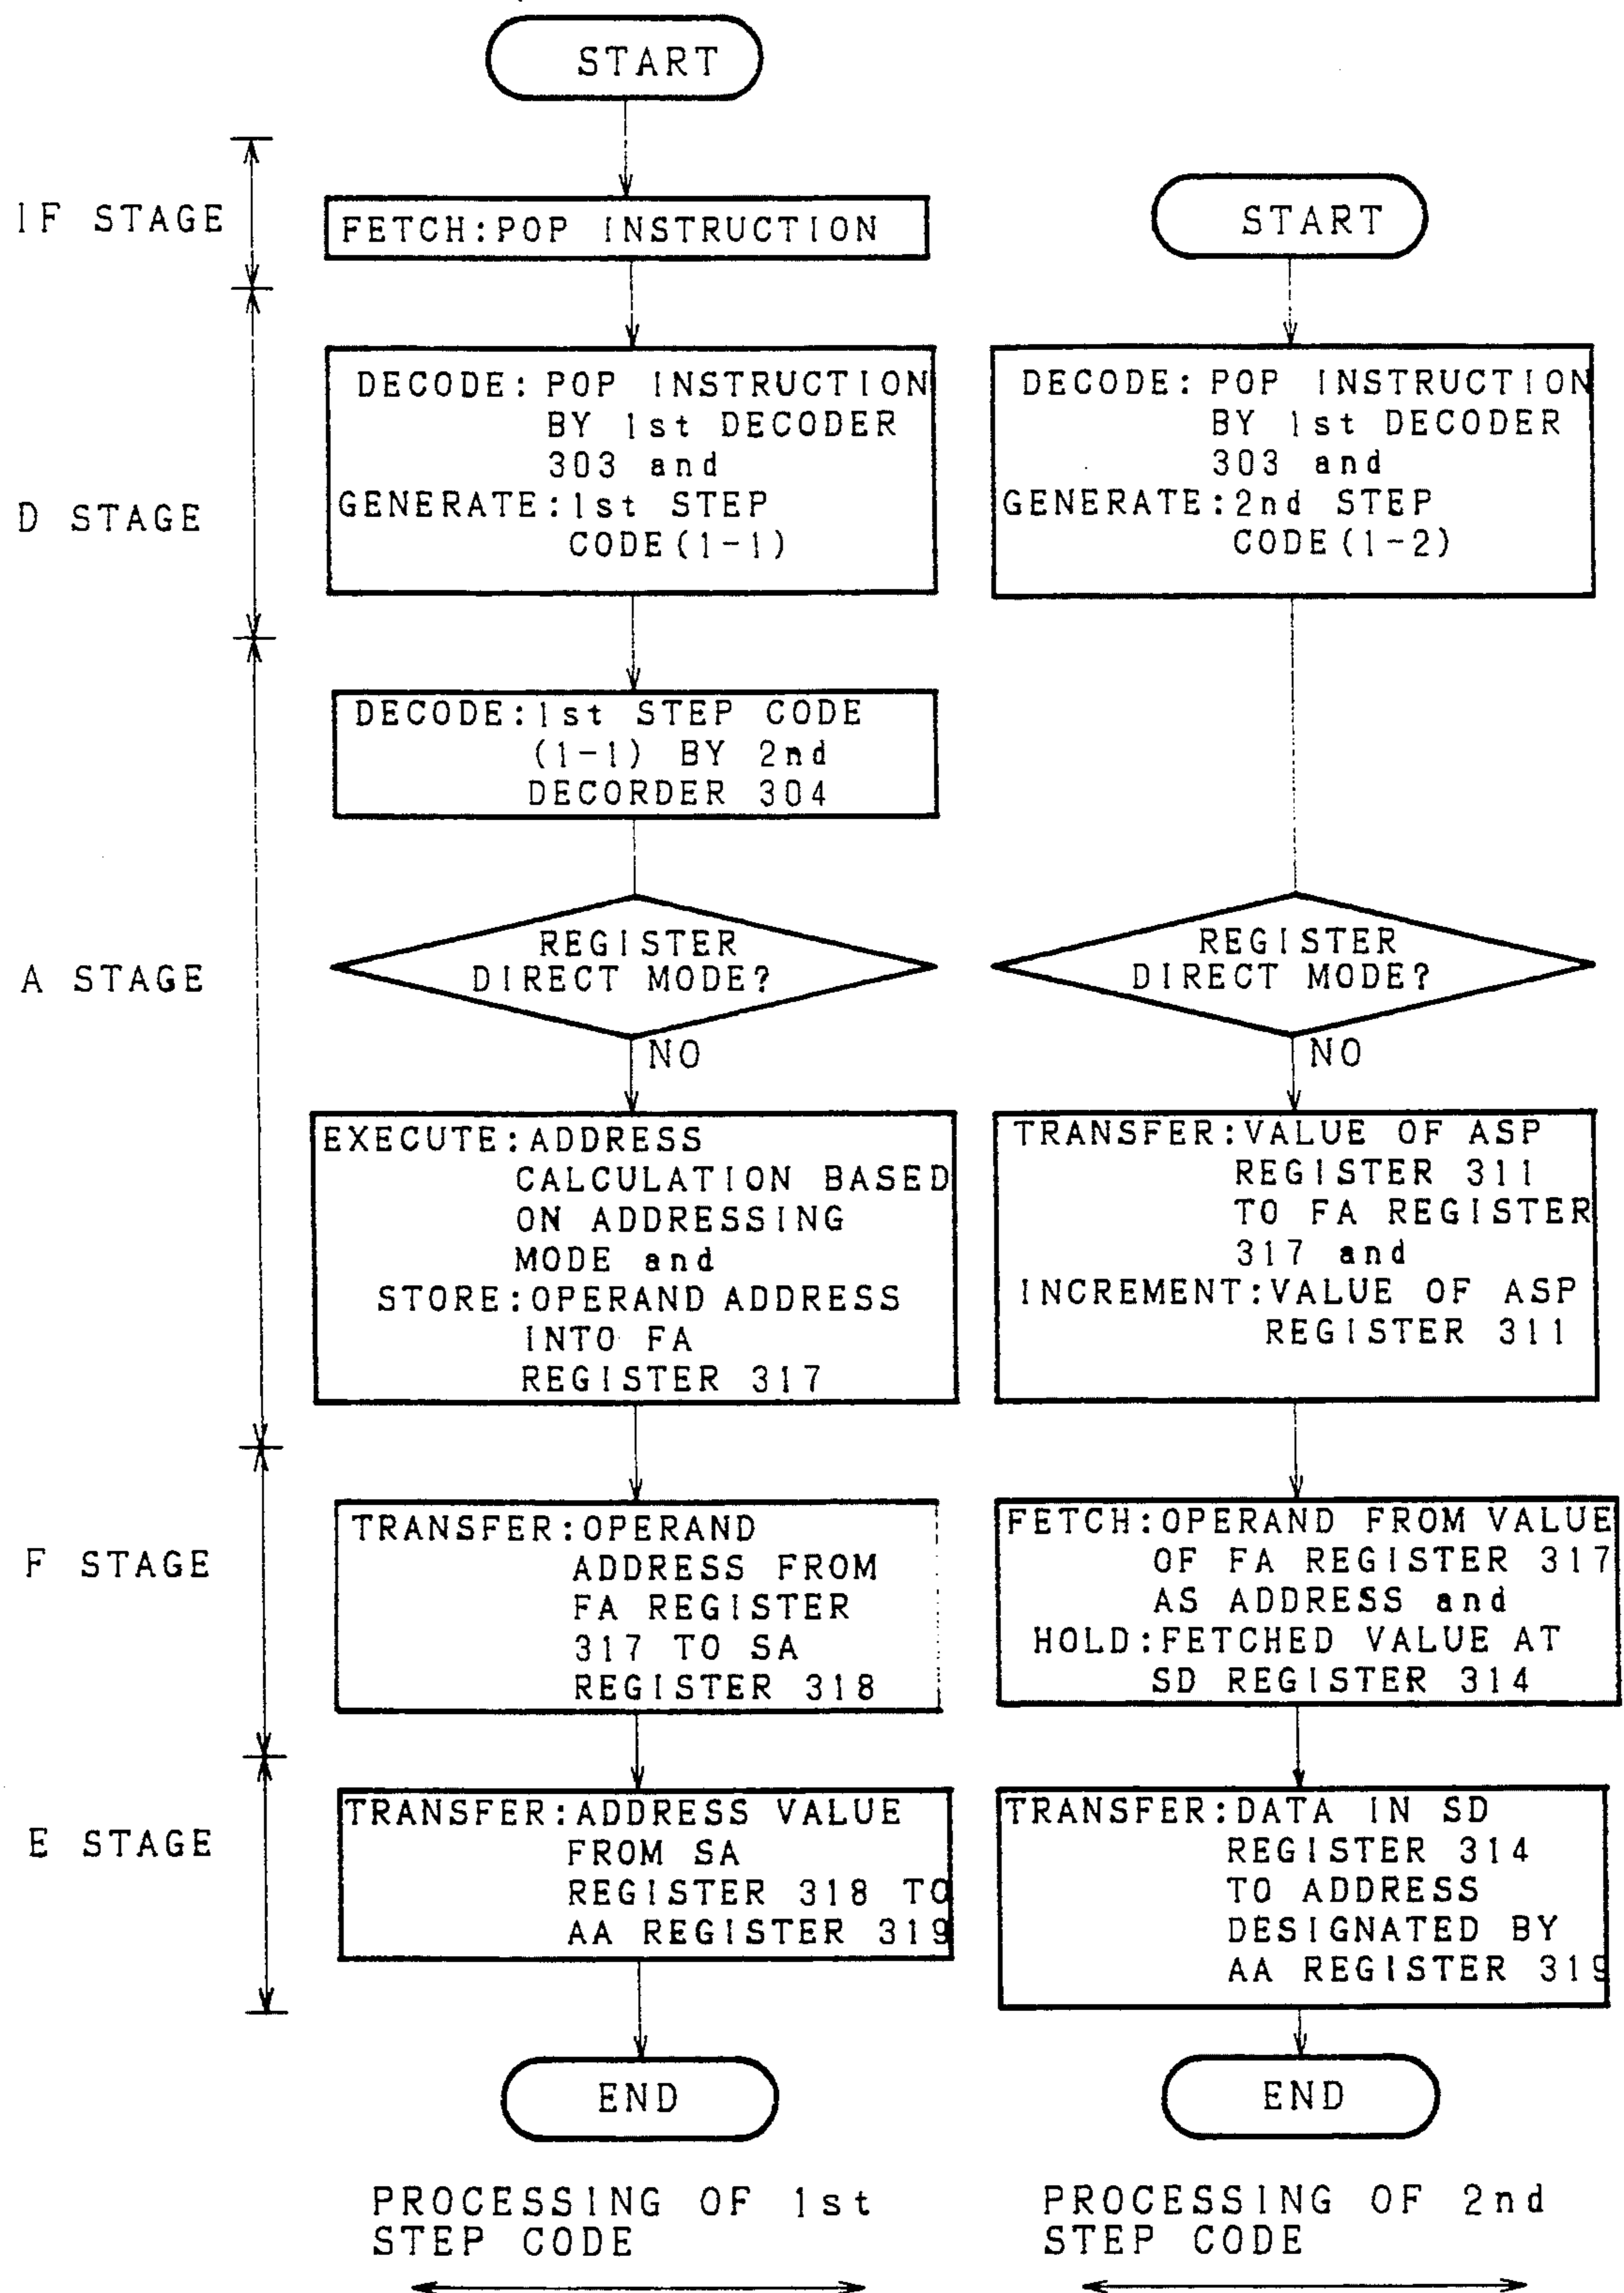 START
IF STAGE
FETCH:POP INSTRUCTION
START
D STAGE
DECODE: POP INSTRUCTION
BY 1st DECODER
303 and
GENERATE:1st STEP
CODE(1-1)
DECODE: POP INSTRUCTION
BY 1st DECODER
303 and
GENERATE:2nd STEP
CODE(1-2)
A STAGE
DECODE:1st STEP CODE
(1-1) BY 2nd
DECORDER 304
REGISTER
DIRECT MODE?
NO
REGISTER
DIRECT MODE?
NO
EXECUTE:ADDRESS
CALCULATION BASED
ON ADDRESSING
MODE and
STORE:OPERAND ADDRESS
INTO FA
REGISTER 317
TRANSFER:VALUE OF ASP
REGISTER 311
TO FA REGISTER
317 and
INCREMENT:VALUE OF ASP
REGISTER 311
F STAGE
TRANSFER:OPERAND
ADDRESS FROM
FA REGISTER
317 TO SA
REGISTER 318
FETCH:OPERAND FROM VALUE
OF FA REGISTER 317
AS ADDRESS and
HOLD:FETCHED VALUE AT
SD REGISTER 314
E STAGE
TRANSFER:ADDRESS VALUE
FROM SA
REGISTER 318 TO
AA REGISTER 319
TRANSFER:DATA IN SD
REGISTER 314
TO ADDRESS
DESIGNATED BY
AA REGISTER 319
END
END
PROCESSING OF 1st
STEP CODE
PROCESSING OF 2nd
STEP CODE